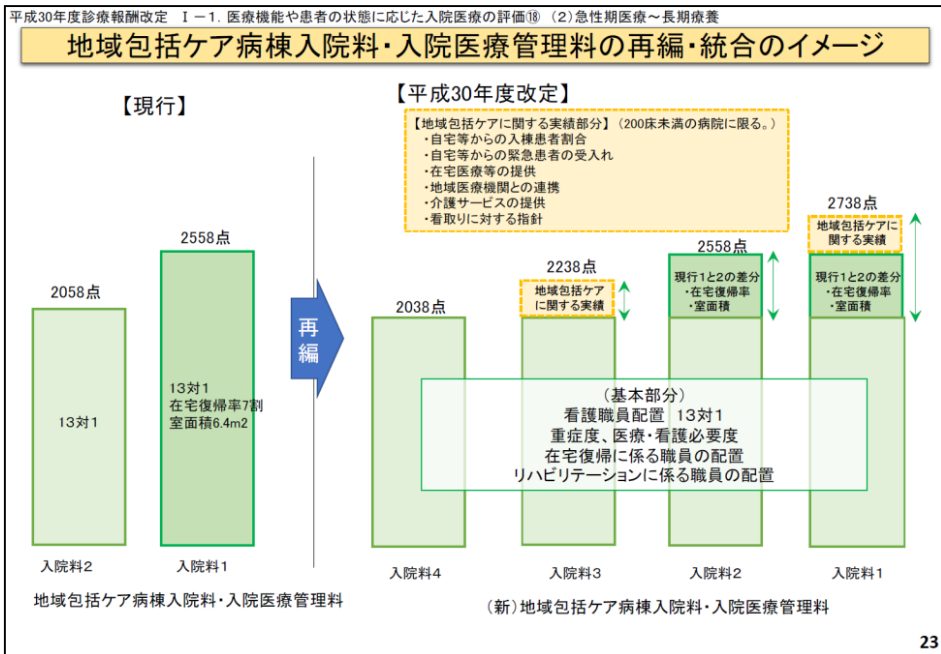 平成30年度診療報酬改定　Ⅰ－1．医療機能や患者の状態に応じた入院医療の評価⑱　（2）急性期医療～長期療養
地域包括ケア病棟入院料・入院医療管理料の再編・統合のイメージ
【現行】
2058点
2558点
13対1
13対1
在宅復帰率7割
室面積6.4m2
入院料2
入院料1
地域包括ケア病棟入院料・入院医療管理料
再編
【平成30年度改定】
【地域包括ケアに関する実績部分】（200床未満の病院に限る。）
・自宅等からの入棟患者割合
・自宅等からの緊急患者の受入れ
・在宅医療等の提供
・地域医療機関との連携
・介護サービスの提供
・看取りに対する指針
2038点
2238点
地域包括ケア
に関する実績
2558点
現行1と2の差分
・在宅復帰率
・室面積
2738点
地域包括ケアに
関する実績
現行1と2の差分
・在宅復帰率
・室面積
（基本部分）
看護職員配置　13対1
重症度、医療・看護必要度
在宅復帰に係る職員の配置
リハビリテーションに係る職員の配置
入院料4
入院料3
入院料2
入院料1
（新）地域包括ケア病棟入院料・入院医療管理料
23